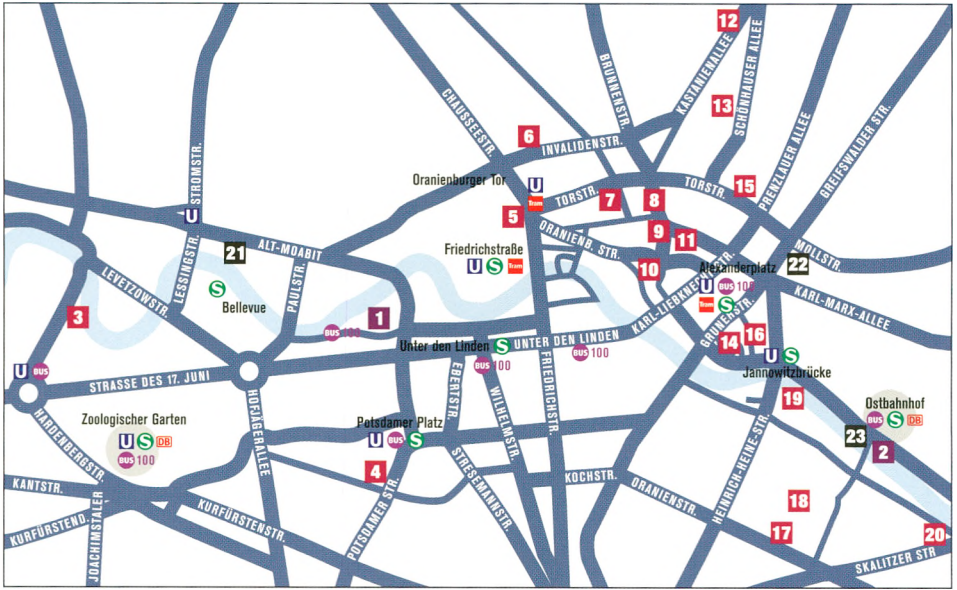 12
13
CHAUSSEESTR.
BRUNNENSTR.
KASTANIENALLEE
SCHÖNHAUSER ALLEE
PRENZLAUER ALLEE
GREIFSWALDER STR.
6
INVALIDENSTR.
STROMSTR.
Oranienburger Tor
U
Tram
5
TORSTR.
7
8
TORSTR.
15
U
21
ALT-MOABIT
ORANIENB. STR.
9
11
10
MOLLSTR.
22
Friedrichstraße
U S Tram
LEVETZOWSTR.
LESSINGSTR.
PAULSTR.
S
Bellevue
Alexanderplatz
U BUS 100
Tram S
KARL-LIEBKNECHTSTR.
KARL-MARX-ALLEE
GRUNERSTR.
3
1
BUS 100
14
16
Unter den Linden S
UNTER DEN LINDEN
BUS 100
BUS 100
U S
Jannowitzbrücke
U BUS
STRASSE DES 17. JUNI
EBERTSTR.
WILHELMSTR.
FRIEDRICHSTR.
19
Ostbahnhof
BUS S DB
23
2
HARDENBERGSTR.
Zoologischer Garten
U S DB
BUS 100
HOFJÄGERALLEE
Potsdamer Platz
U BUS S
4
STRESEMANNSTR.
HEINRICH-HEINE-STR.
KOCHSTR.
ORANIENSTR.
KANTSTR.
KURFÜRSTEND.
JOACHIMSTALER
KURFÜRSTENSTR.
POTSDAMER STR.
18
17
20
SKALITZER STR